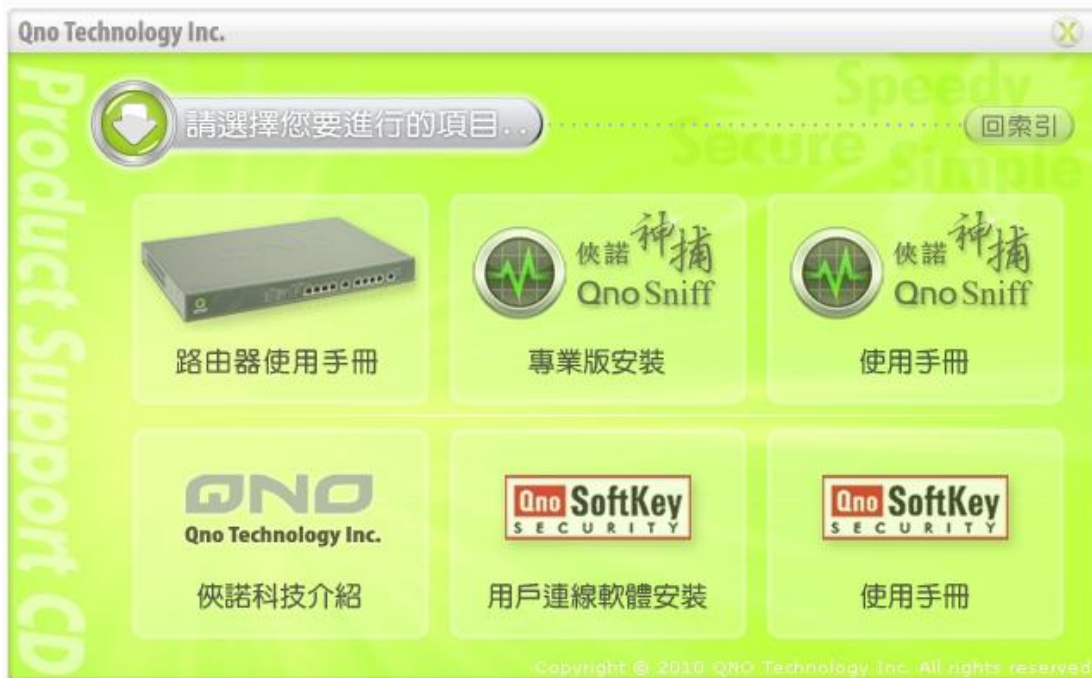 Qno Technology Inc.
X
Product Support CD
Speedy
Secure
Simple
請選擇您要進行的項目..
回索引
路由器使用手冊
俠諾神捕
Qno Sniff
專業版安裝
俠諾神捕
Qno Sniff
使用手冊
QNO
Qno Technology Inc.
俠諾科技介紹
Qno SoftKey
SECURITY
用戶連線軟體安裝
Qno SoftKey
SECURITY
使用手冊
Copyright © 2010 QNO Technology Inc. All rights reserved